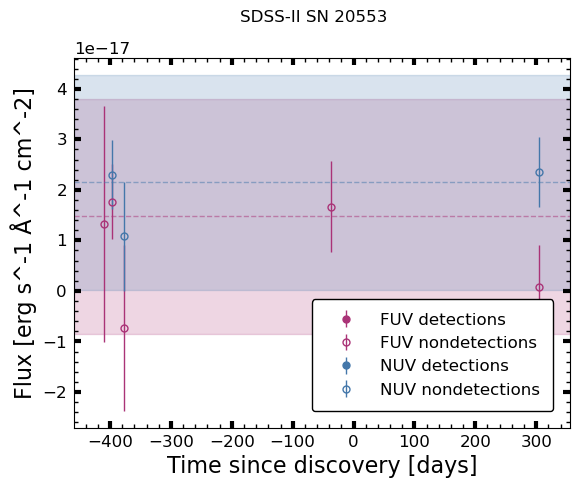 SDSS-II SN 20553
1e−17
4
3
2
1
0
−1
−2
Flux [erg s^-1 Å^-1 cm^-2]
FUV detections
FUV nondetections
NUV detections
NUV nondetections
−400 −300 −200 −100 0 100 200 300
Time since discovery [days]